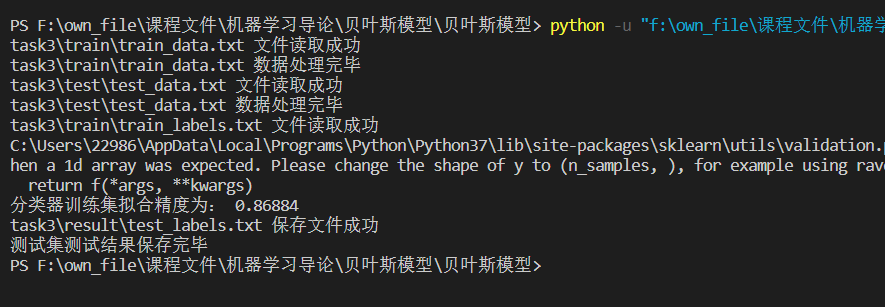 PS F:\own_file\课程文件\机器学习导论\贝叶斯模型\贝叶斯模型> python -u "f:\own_file\课程文件\机器学
task3\train\train_data.txt 文件读取成功
task3\train\train_data.txt 数据处理完毕
task3\test\test_data.txt 文件读取成功
task3\test\test_data.txt 数据处理完毕
task3\train\train_labels.txt 文件读取成功
C:\Users\22986\AppData\Local\Programs\Python\Python37\lib\site-packages\sklearn\utils\validation.p
hen a 1d array was expected. Please change the shape of y to (n_samples, ), for example using rave
  return f(*args, **kwargs)
分类器训练集拟合精度为： 0.86884
task3\result\test_labels.txt 保存文件成功
测试集测试结果保存完毕
PS F:\own_file\课程文件\机器学习导论\贝叶斯模型\贝叶斯模型>